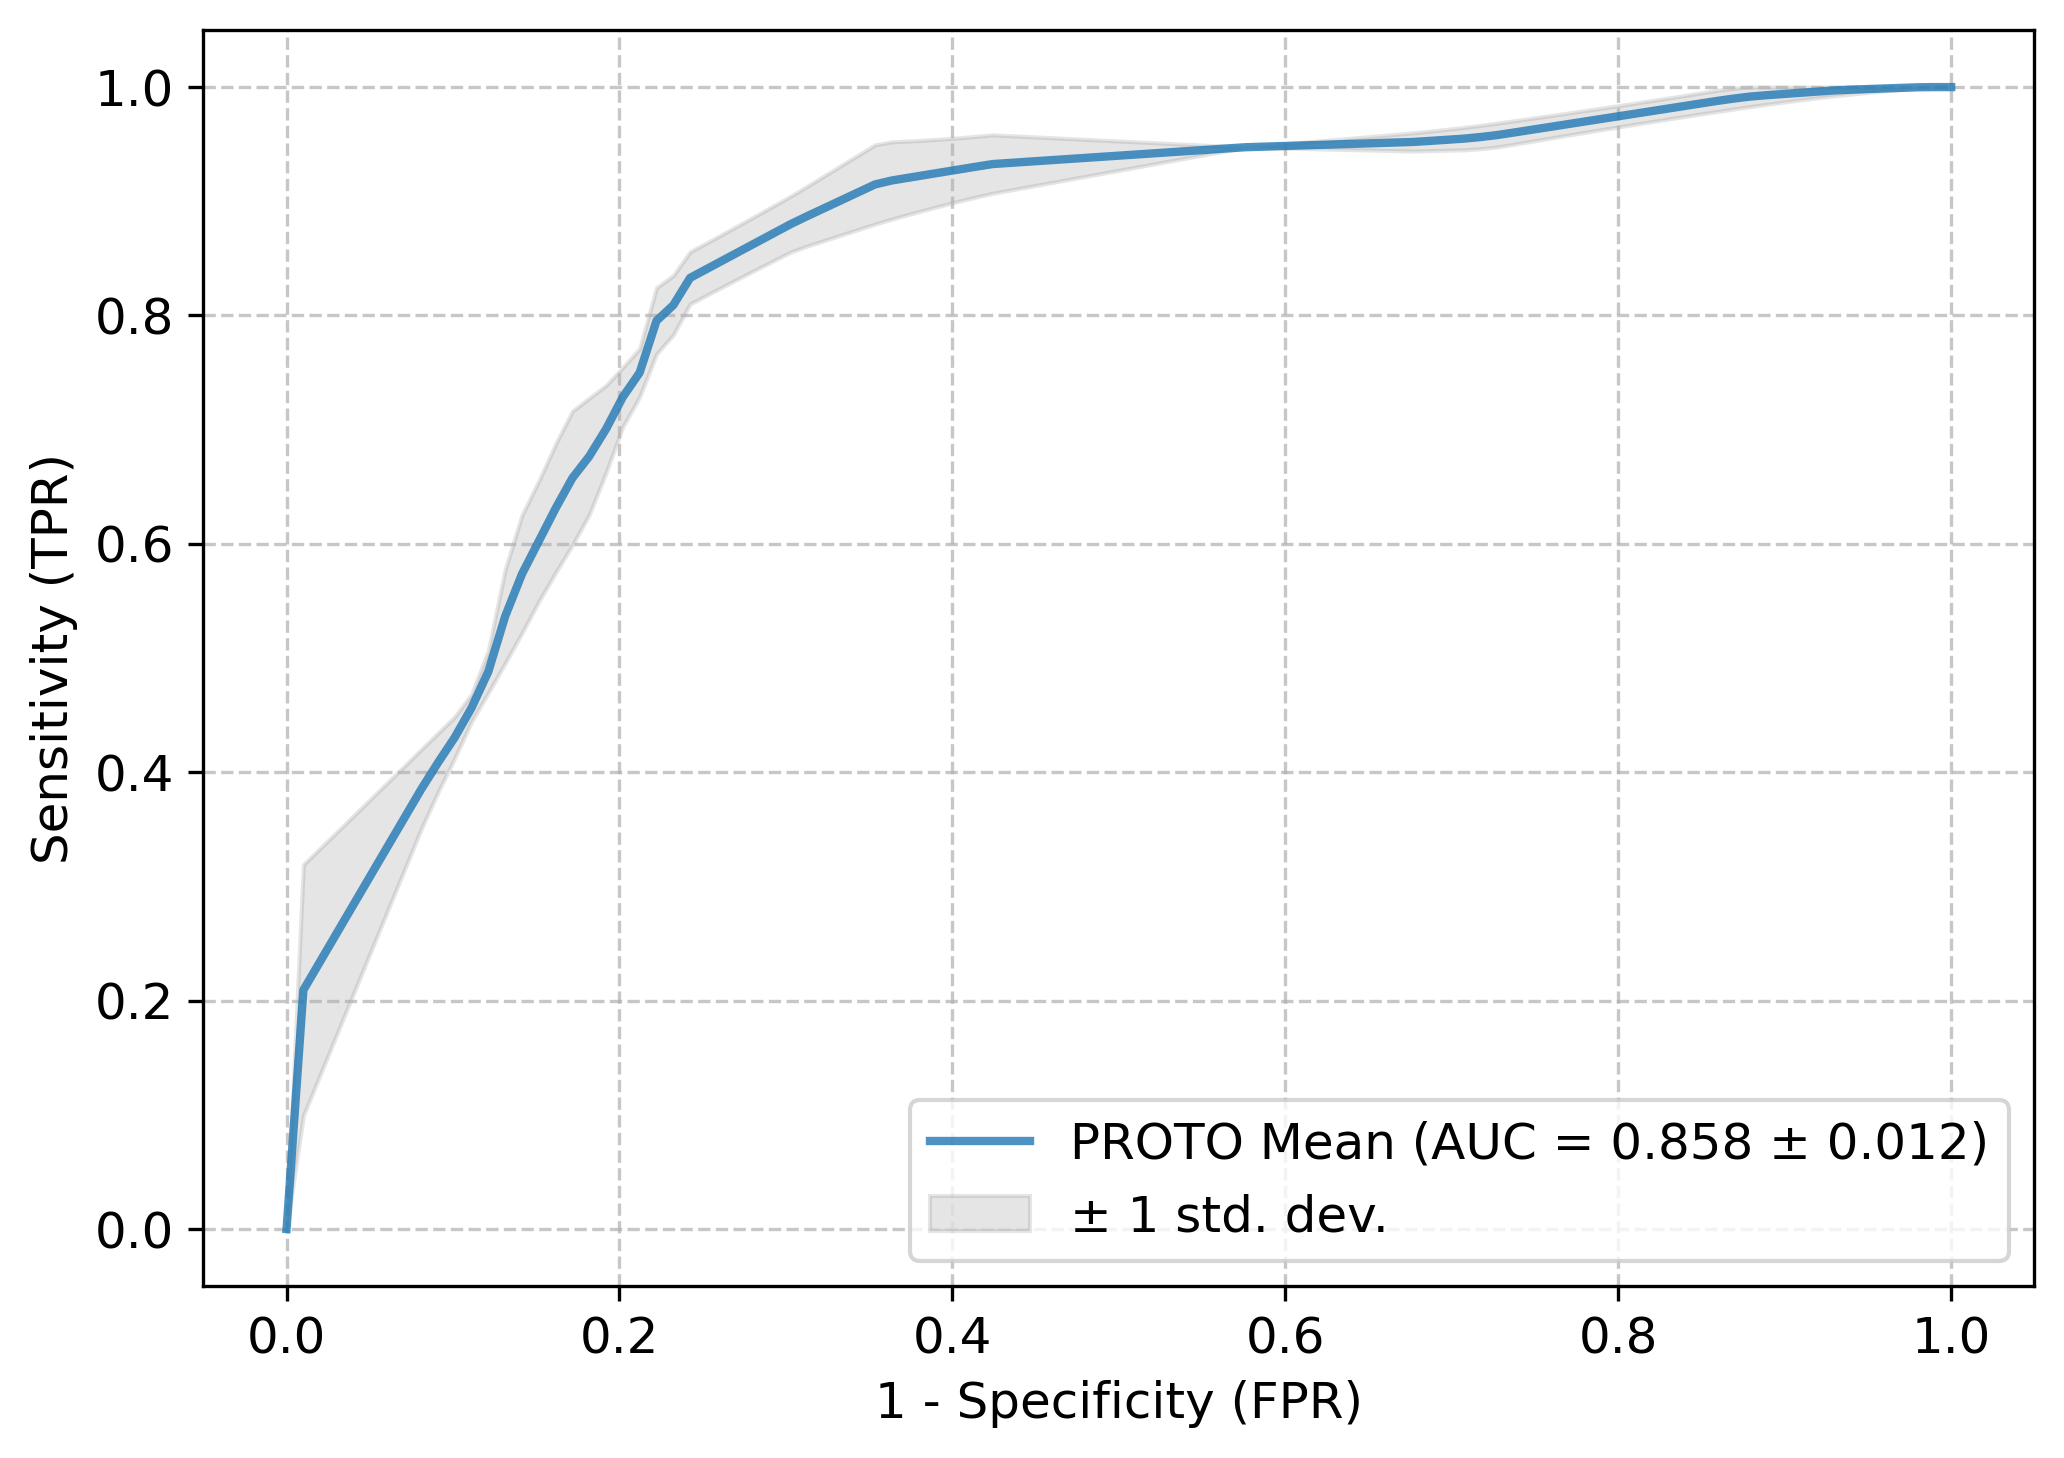 1.0
0.8
0.6
0.4
0.2
0.0
Sensitivity (TPR)
PROTO Mean (AUC = 0.858 ± 0.012)
± 1 std. dev.
0.0 0.2 0.4 0.6 0.8 1.0
1 - Specificity (FPR)